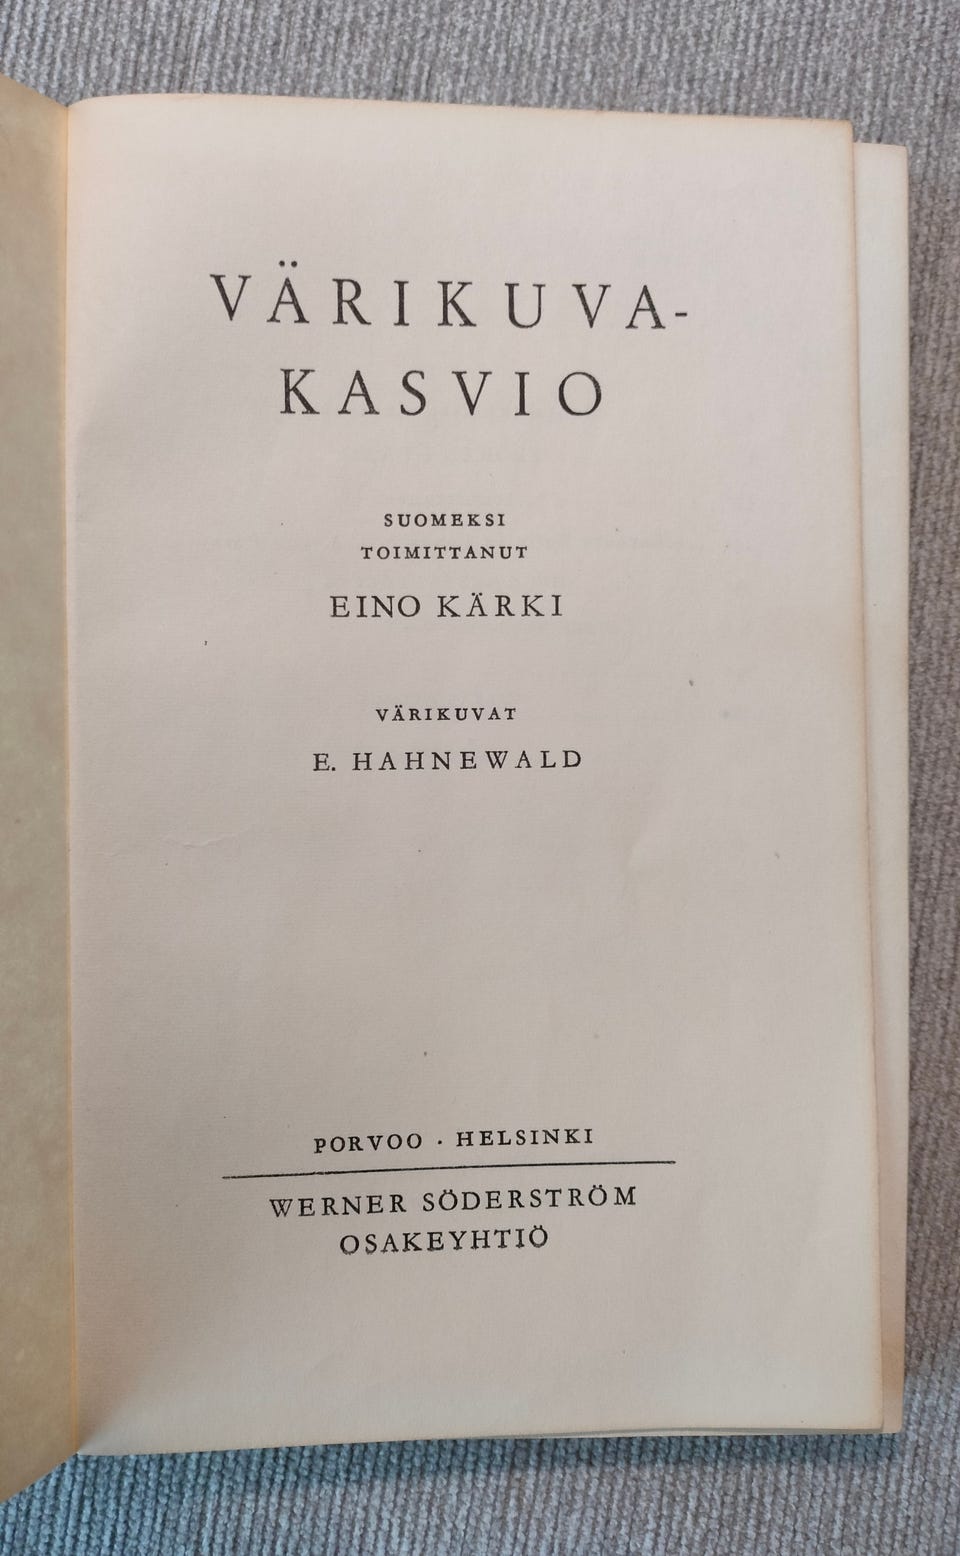 VÄRIKUVA-
KASVIO
SUOMEKSI
TOIMITTANUT
EINO KÄRKI
VÄRIKUVAT
E. HAHNEWALD
PORVOO · HELSINKI
WERNER SÖDERSTRÖM
OSAKEYHTIÖ